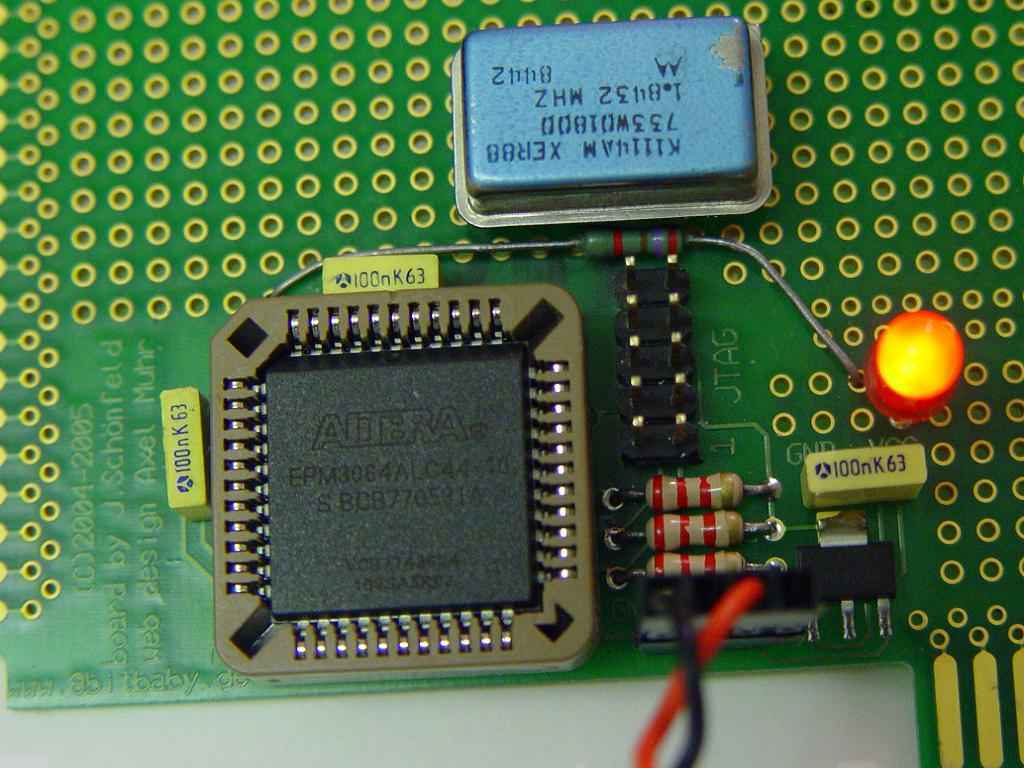 8442
1.8432 MHZ
733W01800
K1114AM XER88
100nK63
100nK63
ALTERA
EPM3064ALC44-10
JTAG
1
GND
VCC
100nK63
(C)2004-2005
board by J.Schönfeld
web design Axel Muhr
www.8bitbaby.de